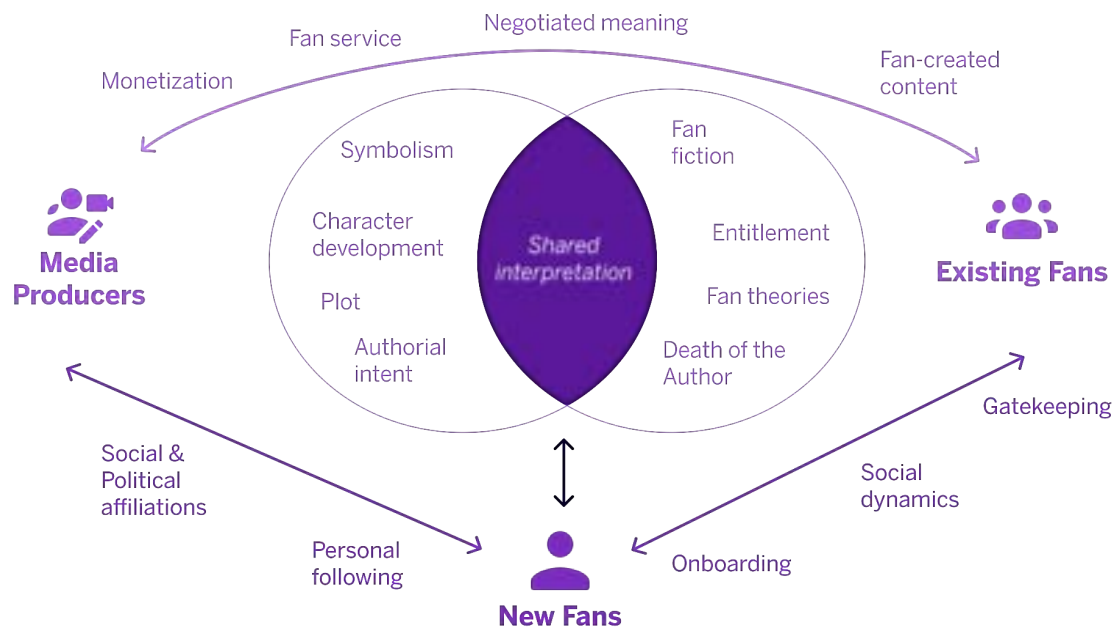 Negotiated meaning
Fan service
Monetization
Fan-created
content
Symbolism
Character
development
Plot
Authorial
intent
Shared
interpretation
Fan
fiction
Entitlement
Fan theories
Death of the
Author
Media
Producers
Existing Fans
Social &
Political
affiliations
Personal
following
Gatekeeping
Social
dynamics
Onboarding
New Fans